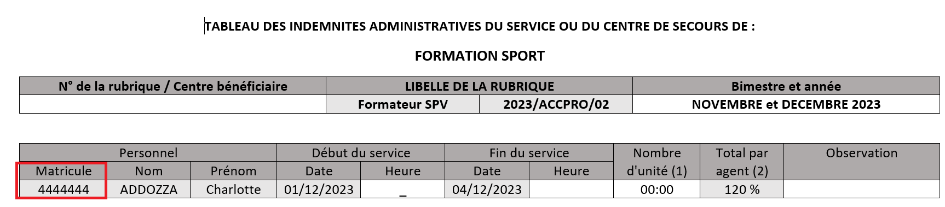 TABLEAU DES INDEMNITES ADMINISTRATIVES DU SERVICE OU DU CENTRE DE SECOURS DE :
FORMATION SPORT
N° de la rubrique / Centre bénéficiaire LIBELLE DE LA RUBRIQUE Bimestre et année
Formateur SPV 2023/ACCPRO/02 NOVEMBRE et DECEMBRE 2023
Personnel Début du service Fin du service Nombre d'unité (1) Total par agent (2) Observation
Matricule Nom Prénom Date Heure Date Heure
4444444 ADDOZZA Charlotte 01/12/2023 _ 04/12/2023 00:00 120 %